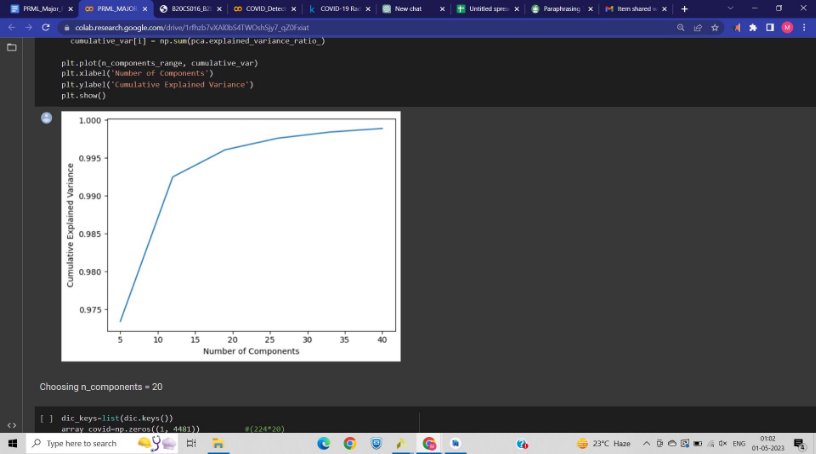 PRML_Major_
PRML_MAJOR
B20CS016_B2
COVID_Detec
COVID-19 Rad
New chat
Untitled spre
Paraphrasing
Item shared w
colab.research.google.com/drive/
cumulative_var[i] = np.sum(pca.explained_variance_ratio_)
plt.plot(n_components_range, cumulative_var)
plt.xlabel('Number of Components')
plt.ylabel('Cumulative Explained Variance')
plt.show()
1.000
0.995
0.990
0.985
0.980
0.975
Cumulative Explained Variance
5 10 15 20 25 30 35 40
Number of Components
Choosing n_components = 20
[ ] dic_keys=list(dic.keys())
array_covid=np.zeros((1, 4481)) #(224*20)
Type here to search
23°C Haze
ENG
01:02
01-05-2023